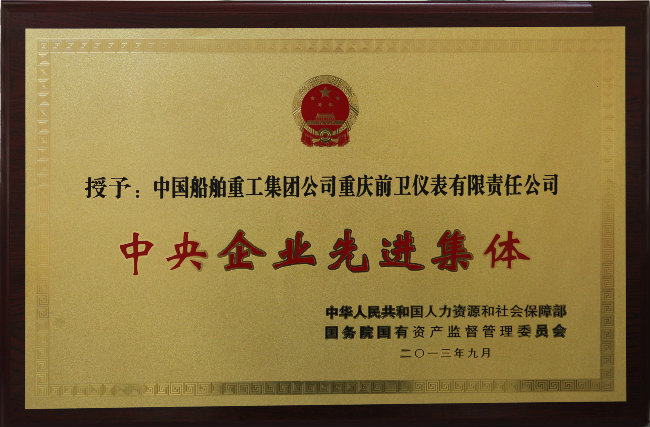 授予：中国船舶重工集团公司重庆前卫仪表有限责任公司
中央企业先进集体
中华人民共和国人力资源和社会保障部
国务院国有资产监督管理委员会
二〇一三年九月